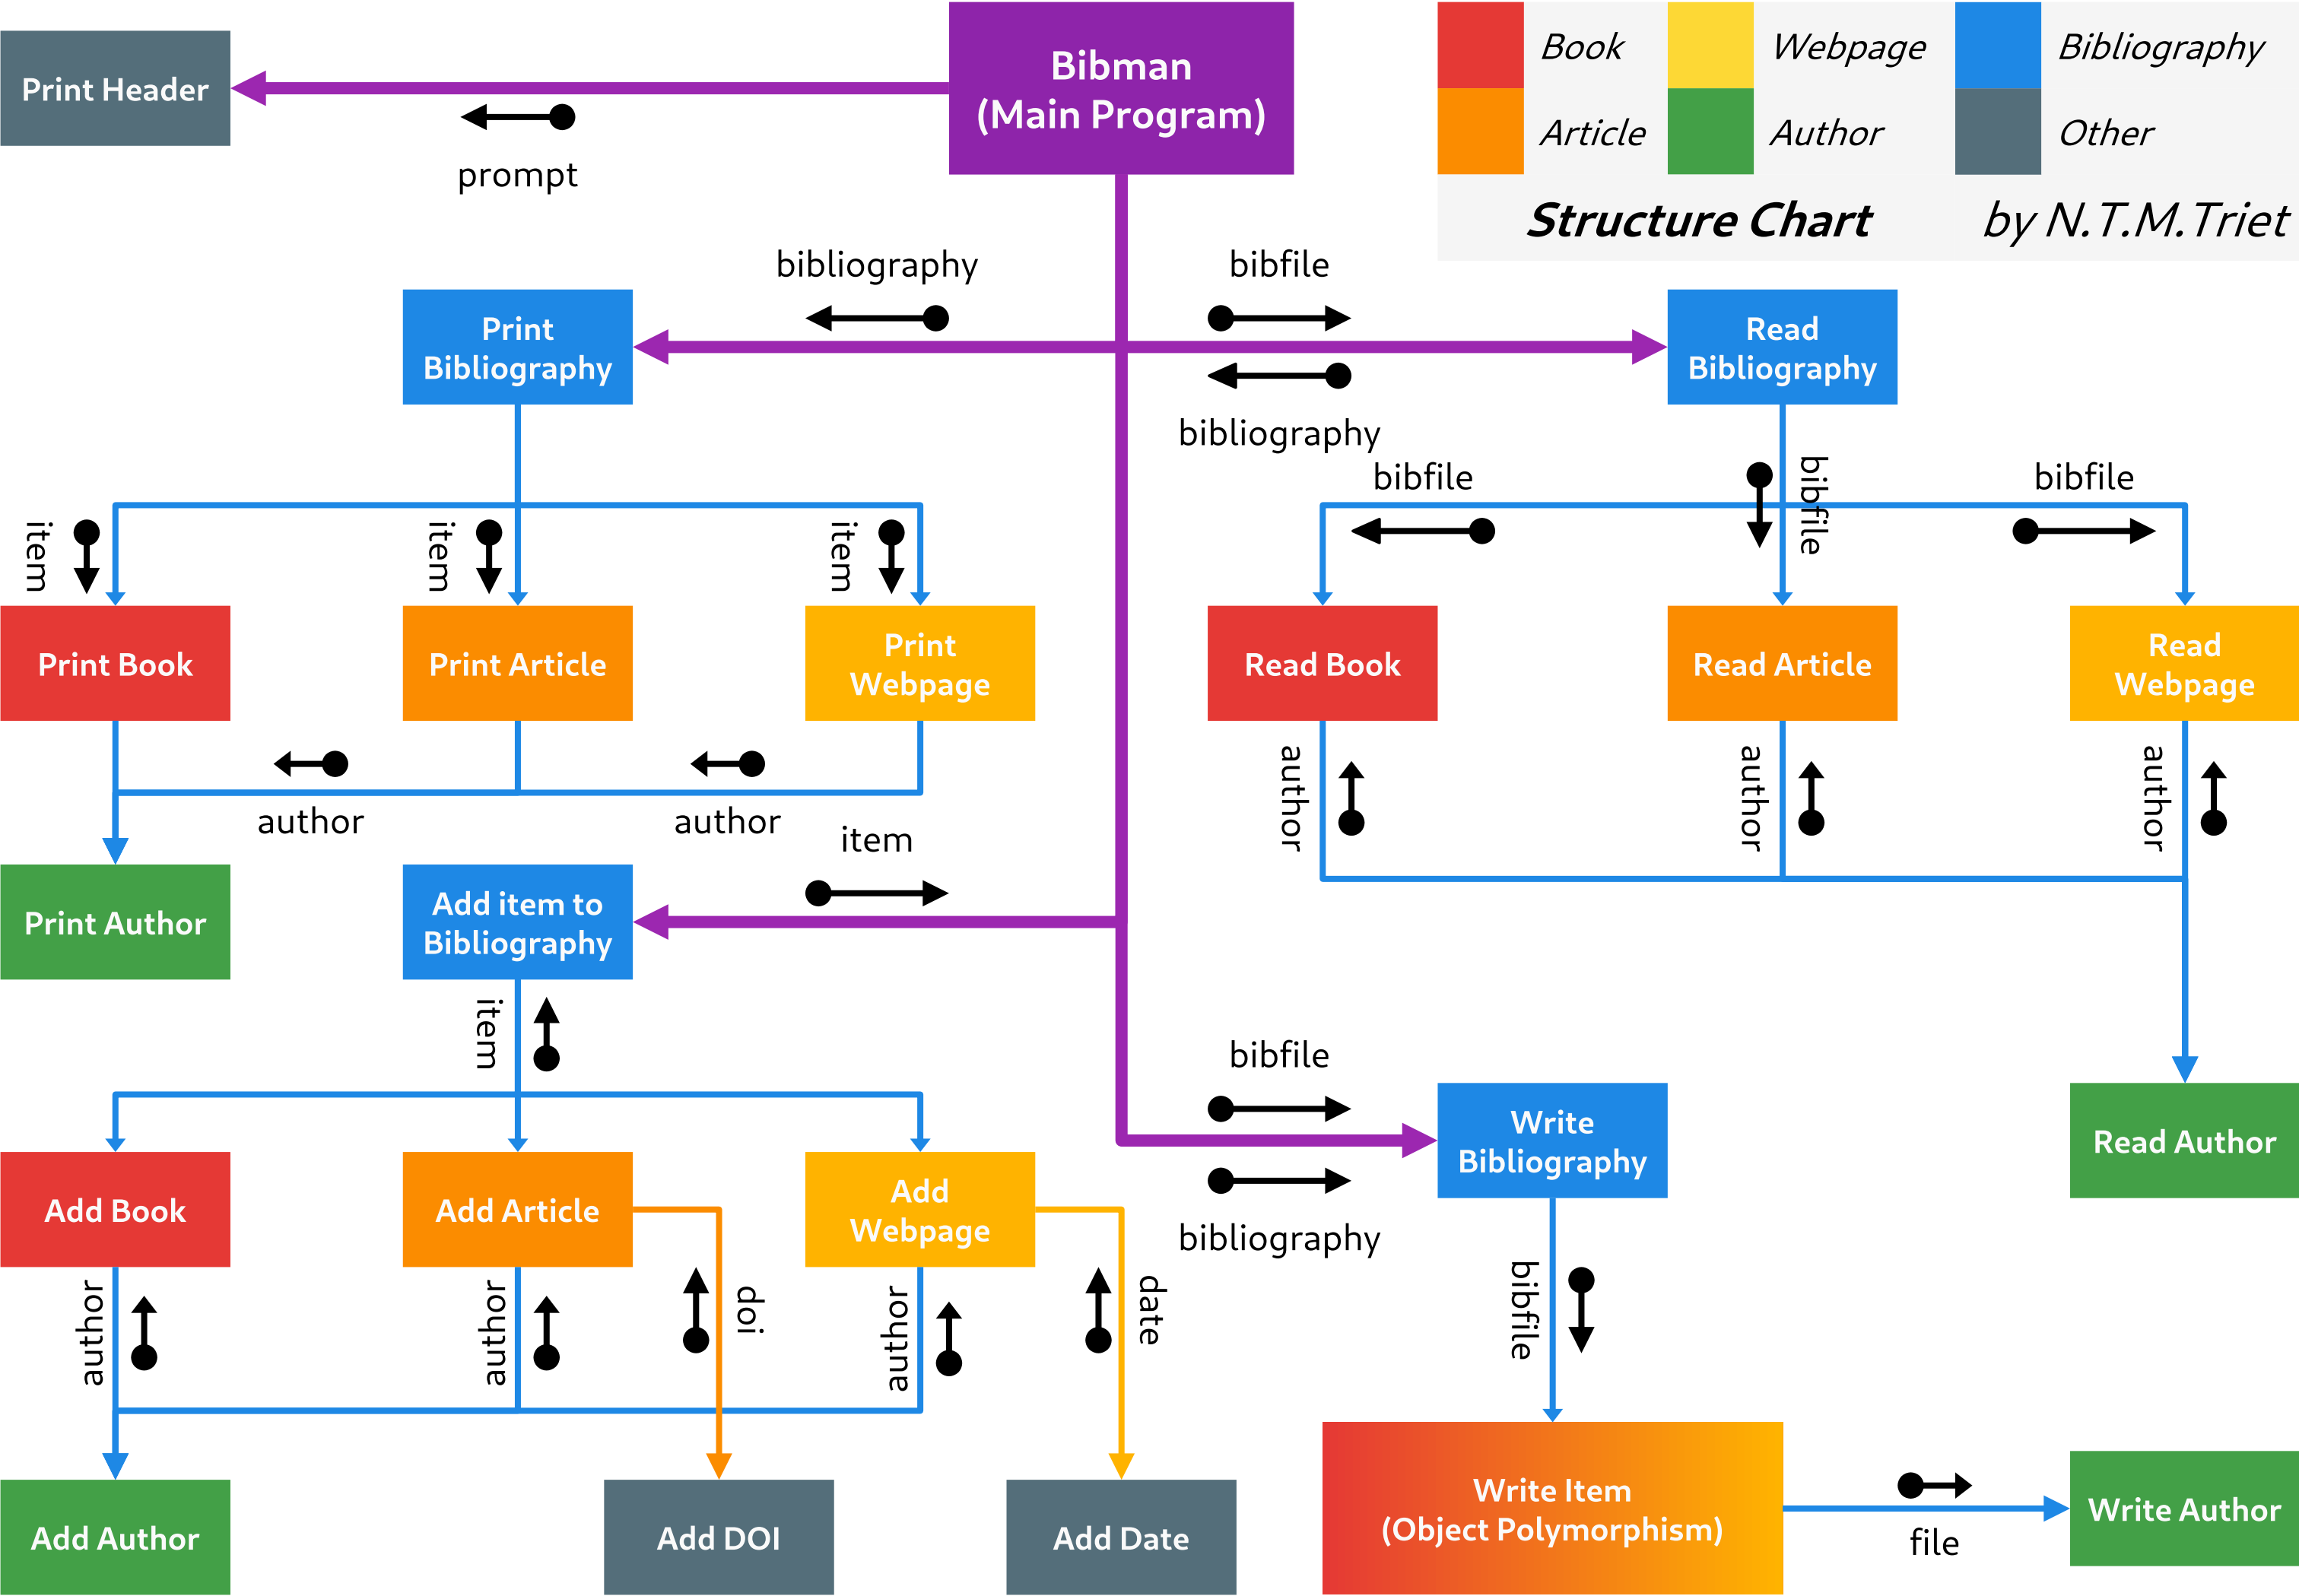 Bibman
(Main Program)
Print Header
prompt
Book
Webpage
Bibliography
Article
Author
Other
Structure Chart
by N.T.M.Triet
bibliography
bibfile
Print
Bibliography
Read
Bibliography
bibliography
bibfile
bibfile
bibfile
item
item
item
Print Book
Print Article
Print
Webpage
Read Book
Read Article
Read
Webpage
author
author
author
author
author
item
Print Author
Add item to
Bibliography
item
bibfile
Write
Bibliography
Read Author
bibliography
Add Book
Add Article
Add
Webpage
author
author
doi
author
date
bibfile
Add Author
Add DOI
Add Date
Write Item
(Object Polymorphism)
file
Write Author